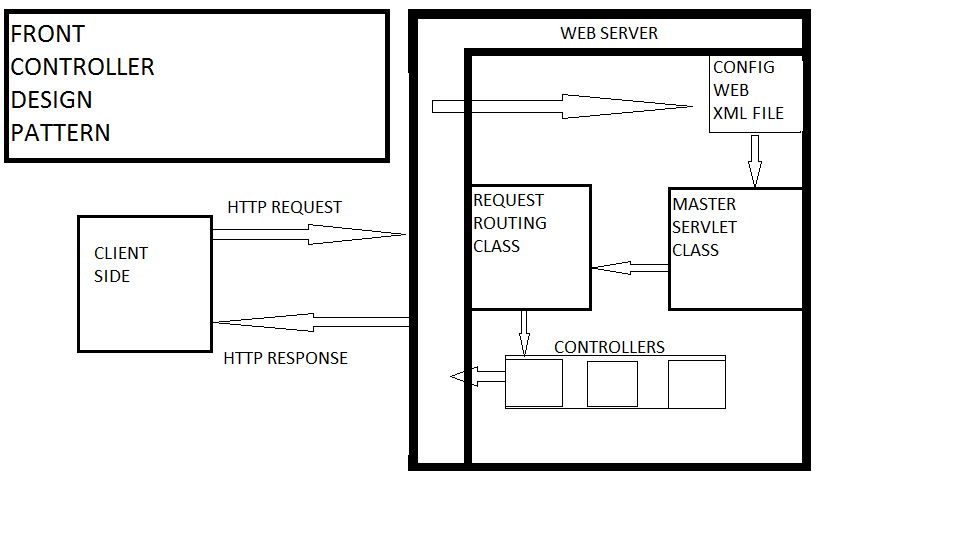 FRONT
CONTROLLER
DESIGN
PATTERN
WEB SERVER
CONFIG
WEB
XML FILE
HTTP REQUEST
CLIENT
SIDE
HTTP RESPONSE
REQUEST
ROUTING
CLASS
MASTER
SERVLET
CLASS
CONTROLLERS